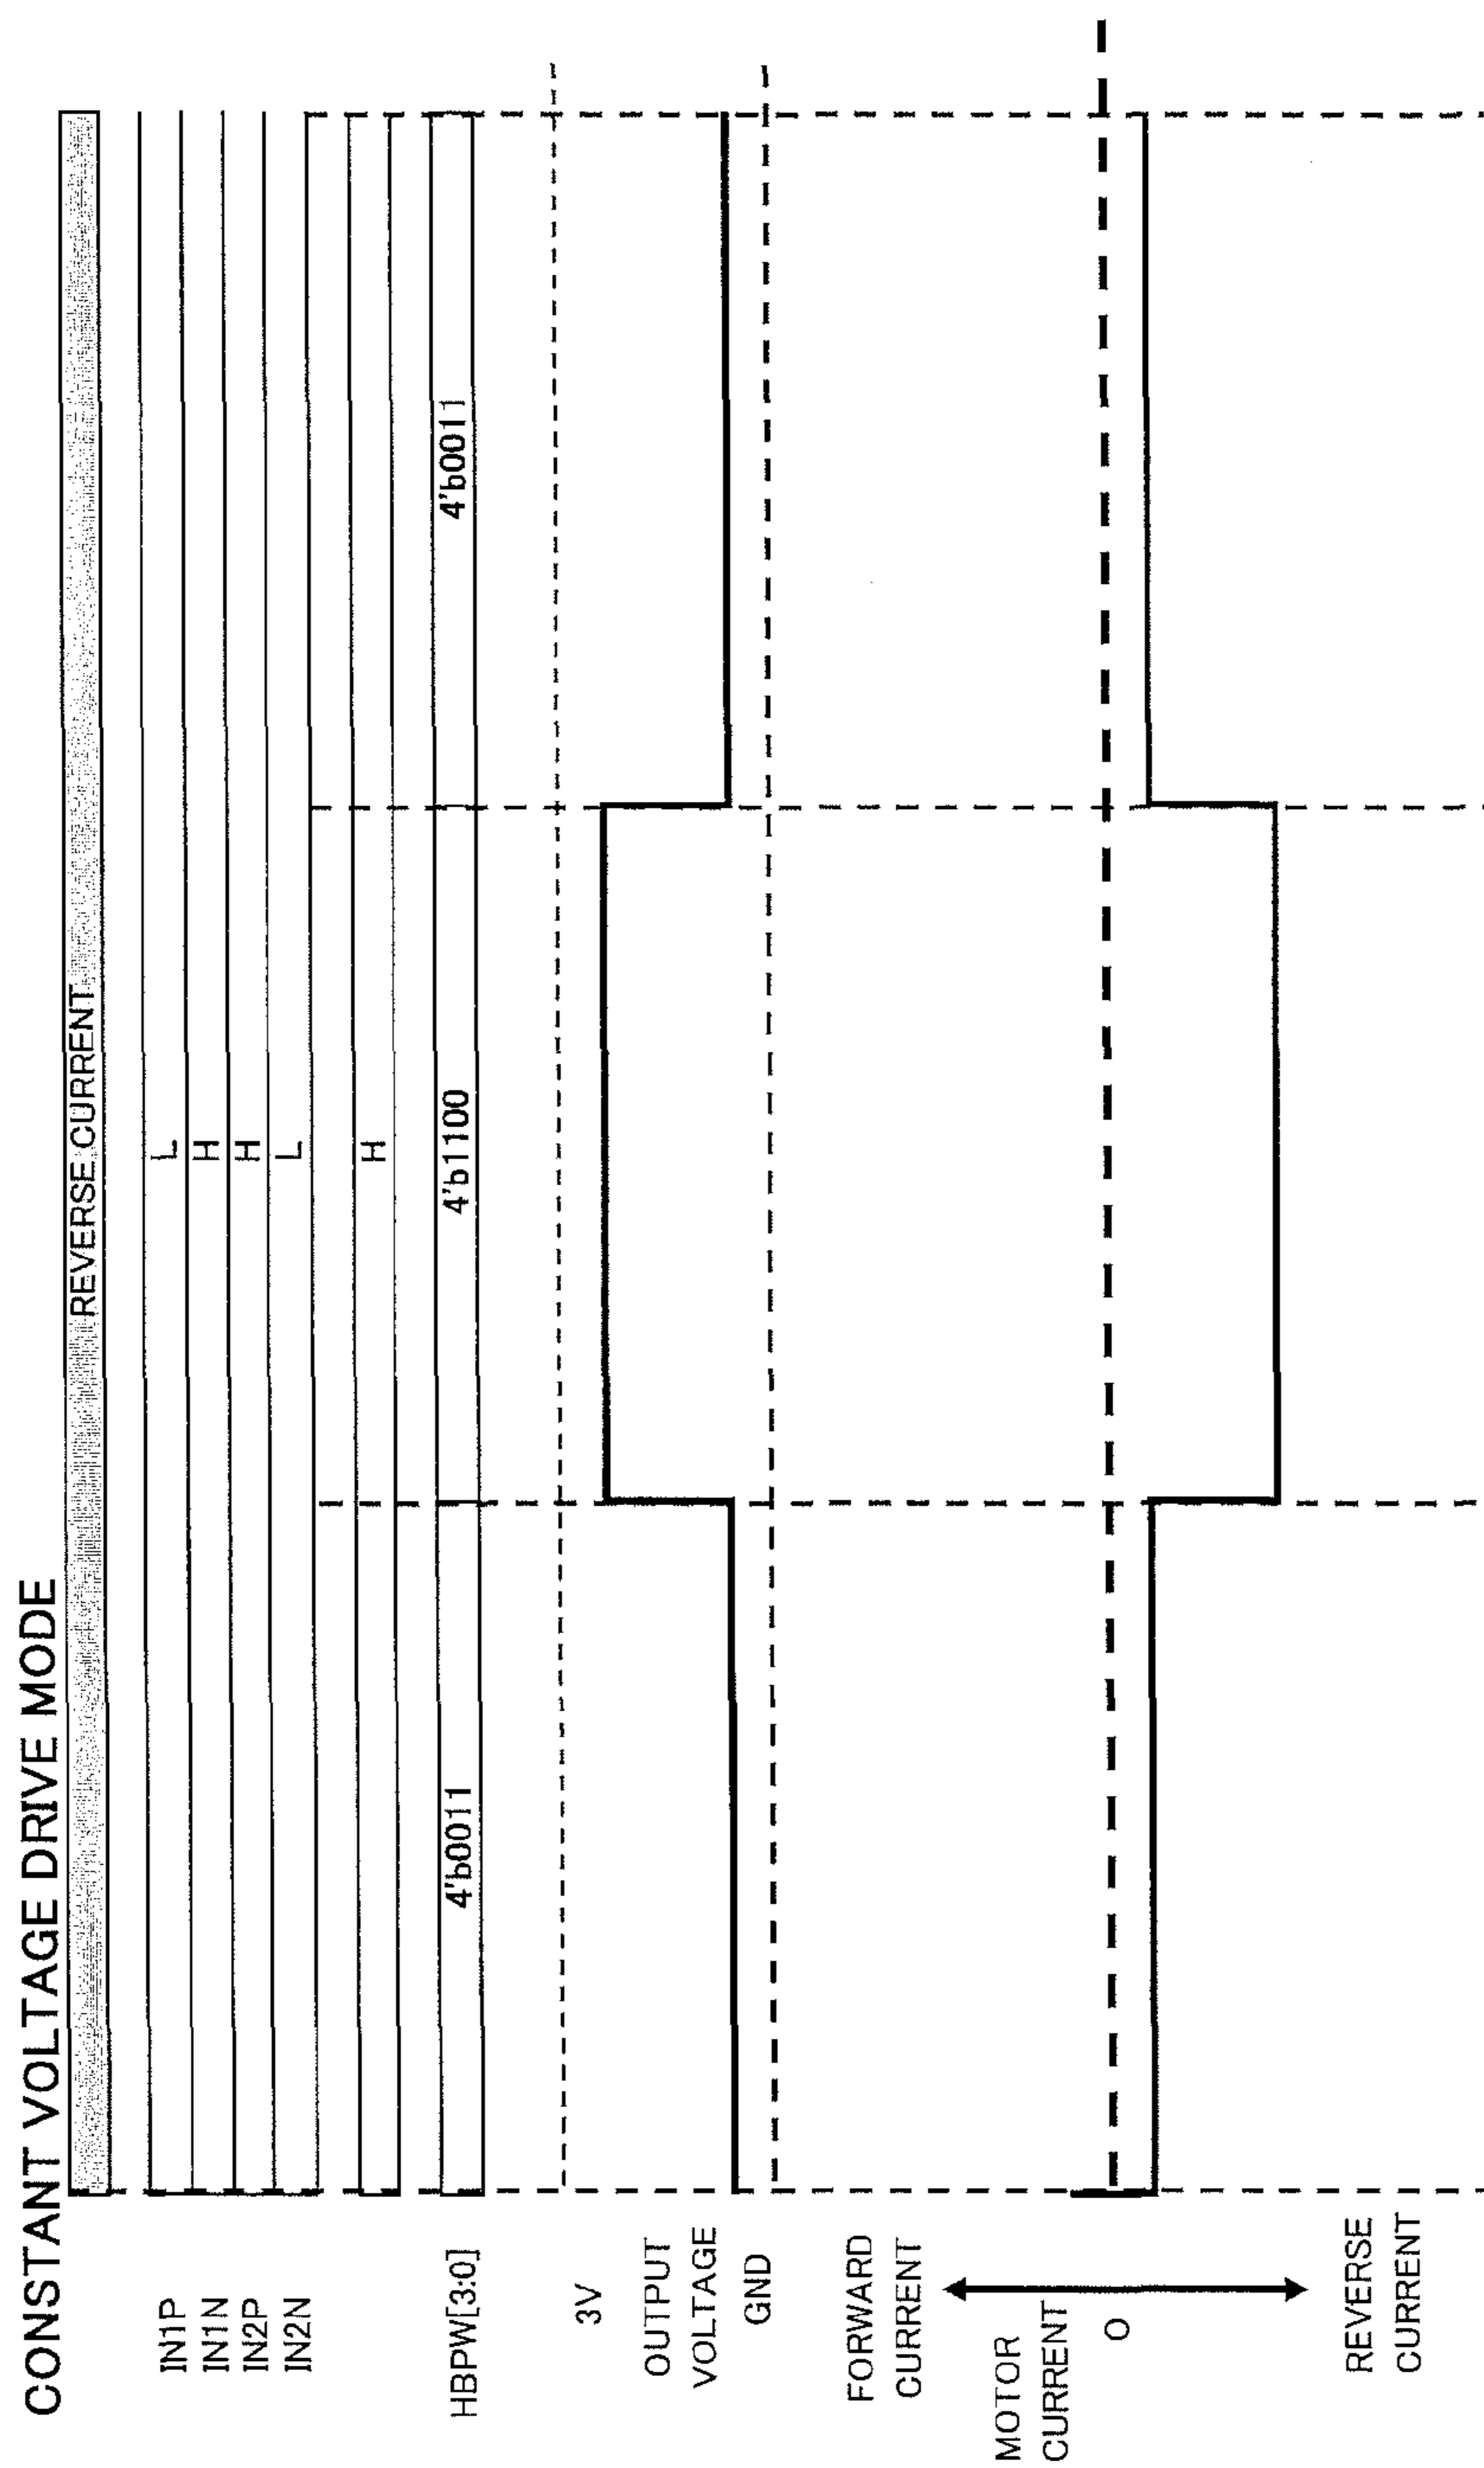 CONSTANT VOLTAGE DRIVE MODE
REVERSE CURRENT
IN1P
L
IN1N
H
IN2P
H
IN2N
L
H
HBPW[3:0]
4'b0011
4'b1100
4'b0011
3V
OUTPUT
VOLTAGE
GND
FORWARD
CURRENT
MOTOR
CURRENT
0
REVERSE
CURRENT